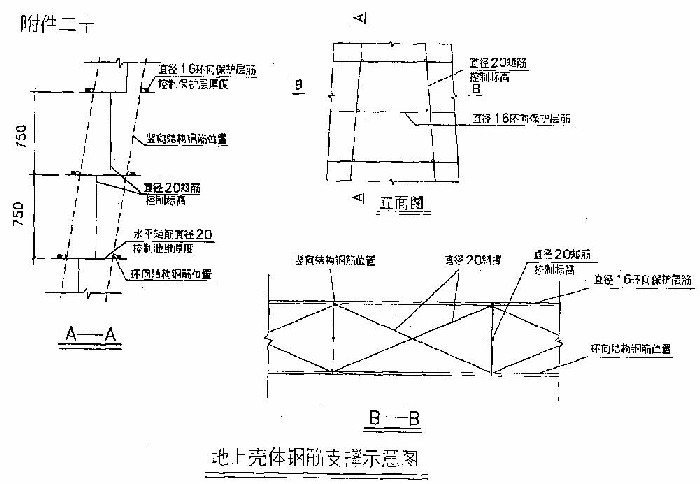 附件二十
直径16环向保护层筋
控制保护层厚度
750
竖向结构钢筋位置
直径20短筋
控制标高
750
水平短筋直径20
控制池壁厚度
环向结构钢筋位置
A—A
A
直径20短筋
控制标高
B
B
直径16环向保护层筋
A
立面图
竖向结构钢筋位置
直径20斜撑
直径20短筋
控制标高
直径16环向保护层筋
环向结构钢筋位置
B—B
地上壳体钢筋支撑示意图